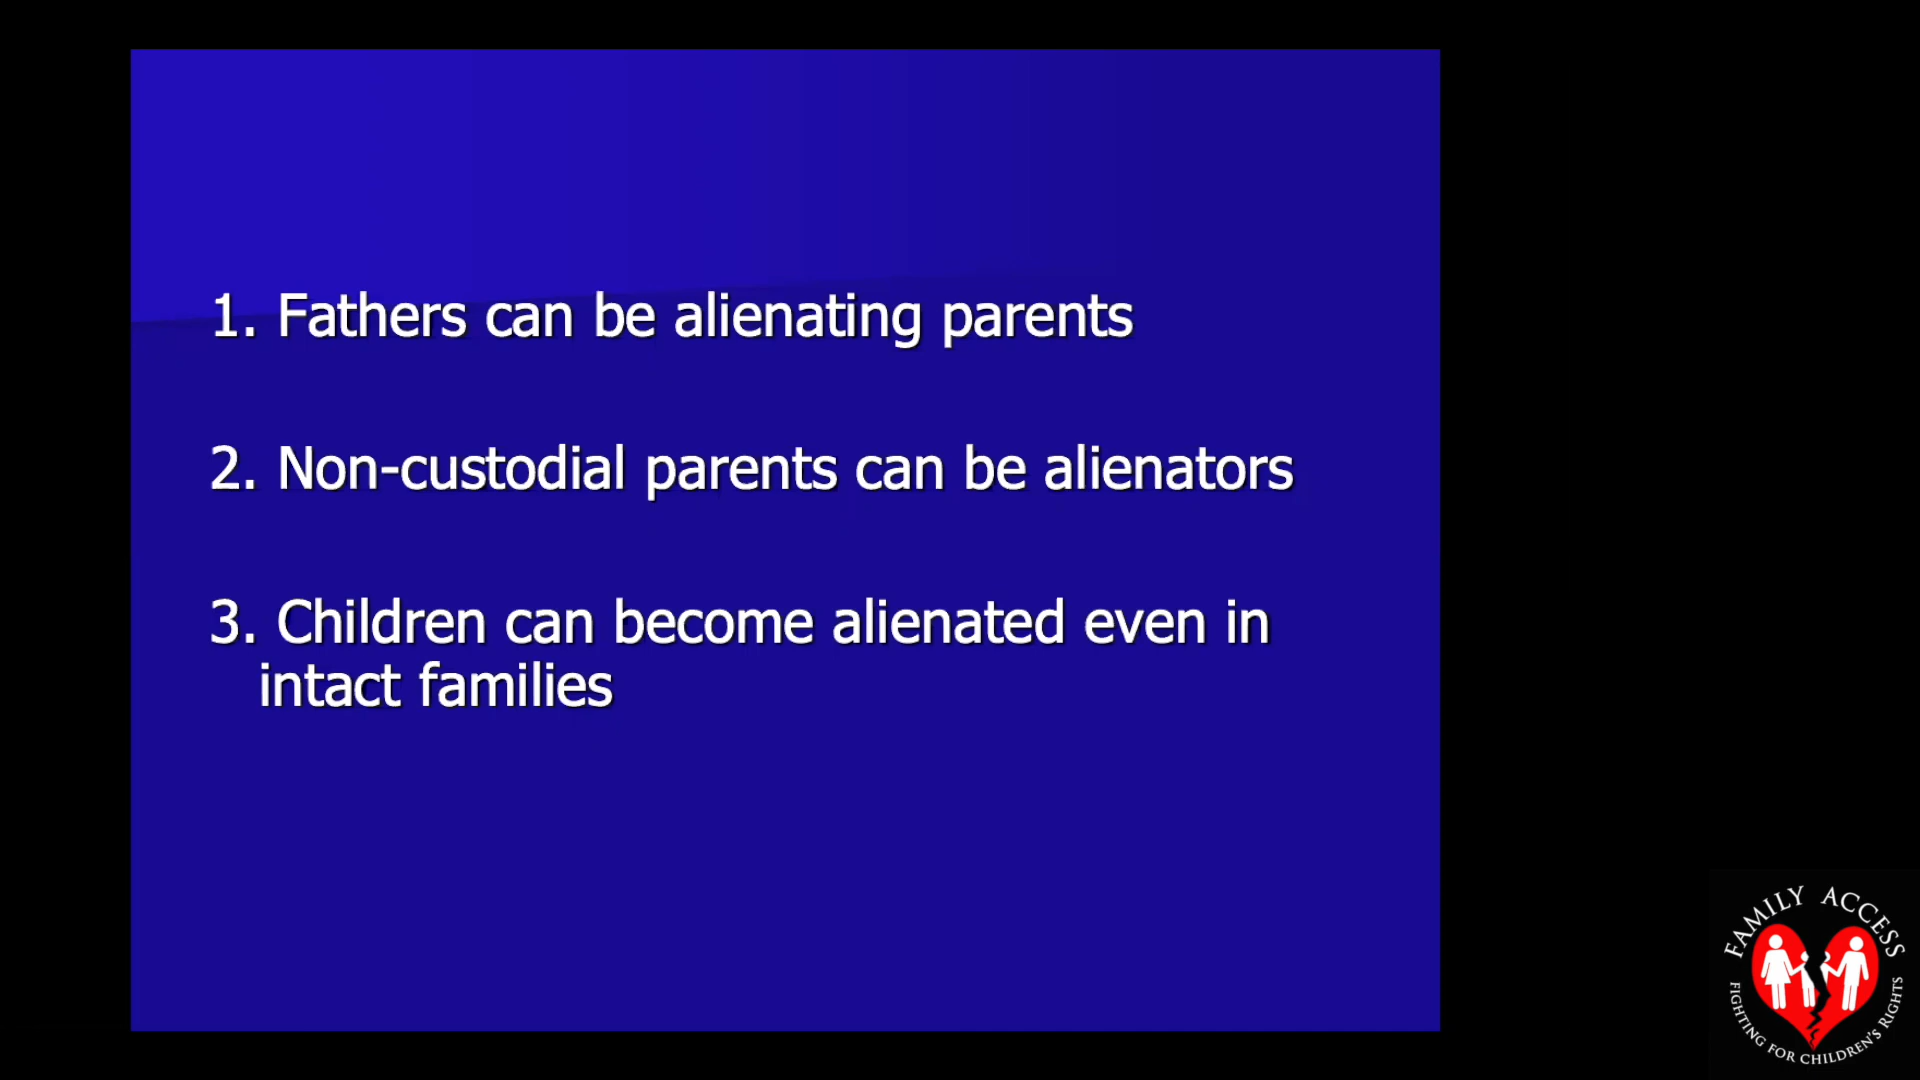 1. Fathers can be alienating parents
2. Non-custodial parents can be alienators
3. Children can become alienated even in
intact families
FAMILY ACCESS
FIGHTING FOR CHILDREN'S RIGHTS